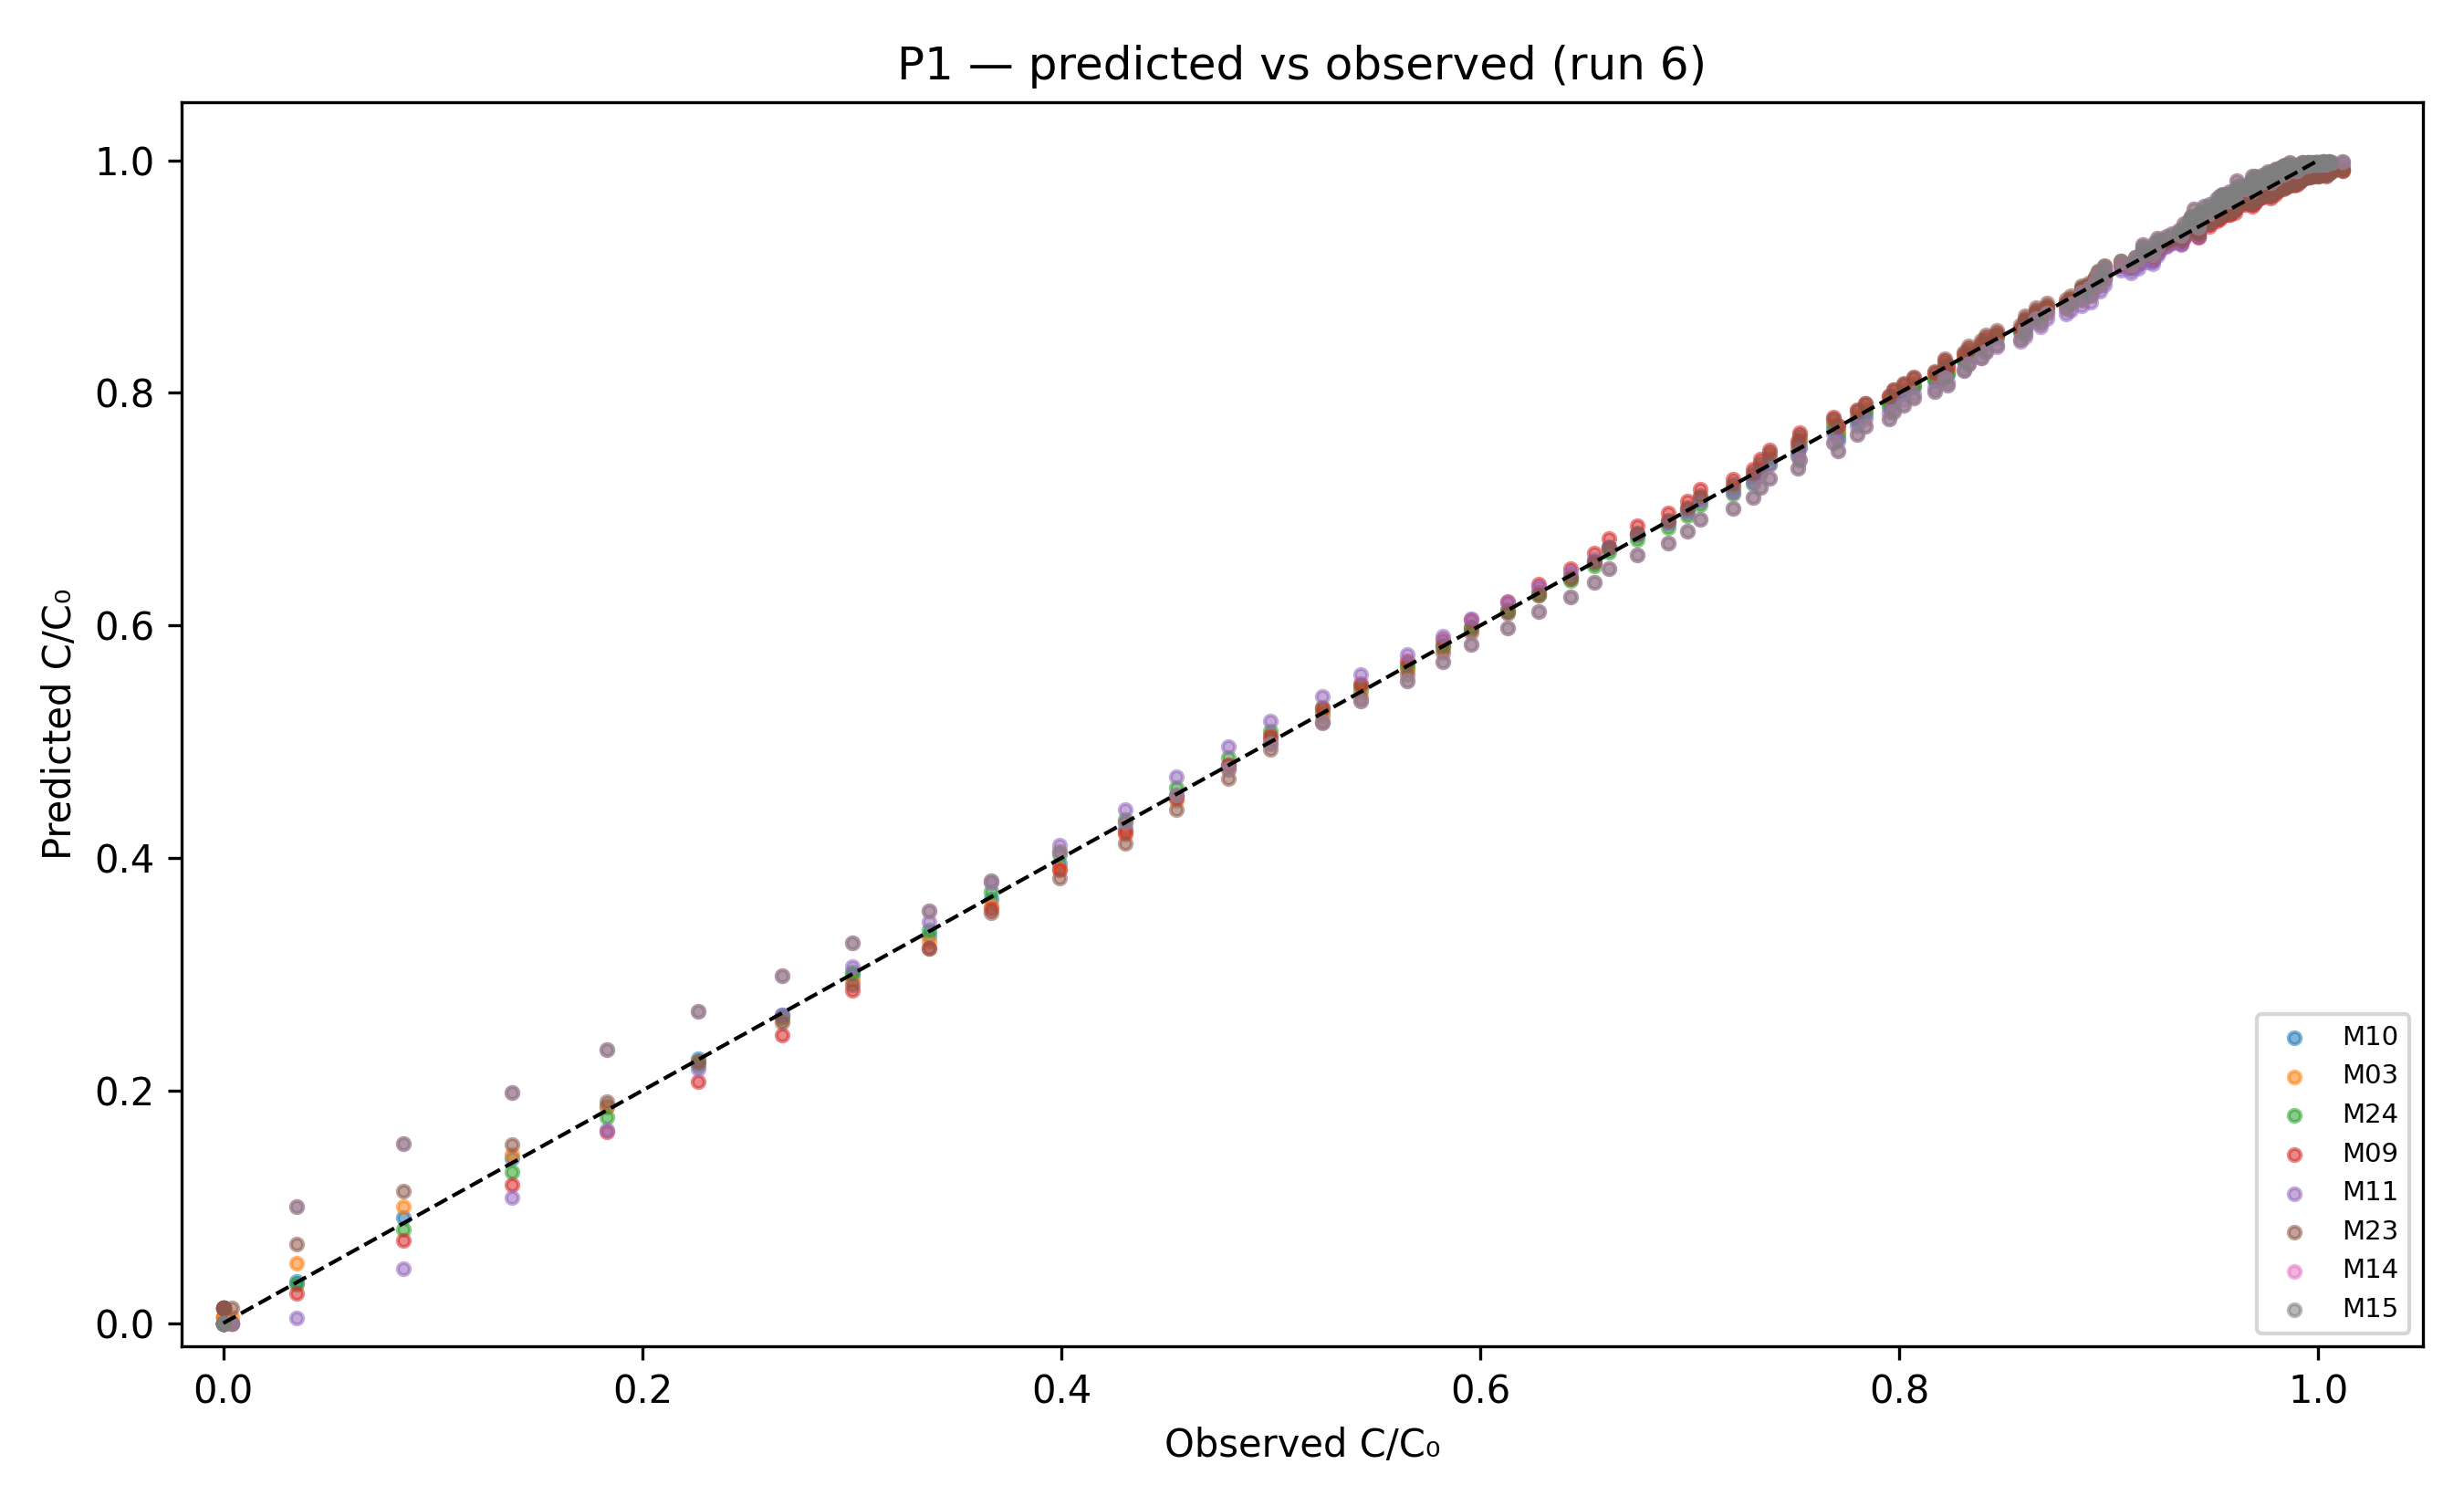 P1 — predicted vs observed (run 6)
Predicted C/C₀
1.0
0.8
0.6
0.4
0.2
0.0
0.0 0.2 0.4 0.6 0.8 1.0
Observed C/C₀
M10
M03
M24
M09
M11
M23
M14
M15